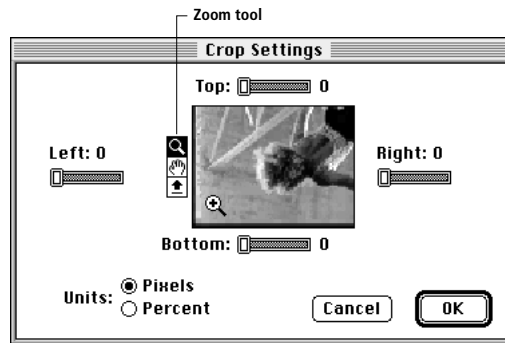 Zoom tool
Crop Settings
Top: 0
Left: 0
Right: 0
Bottom: 0
Units:
Pixels
Percent
Cancel
OK